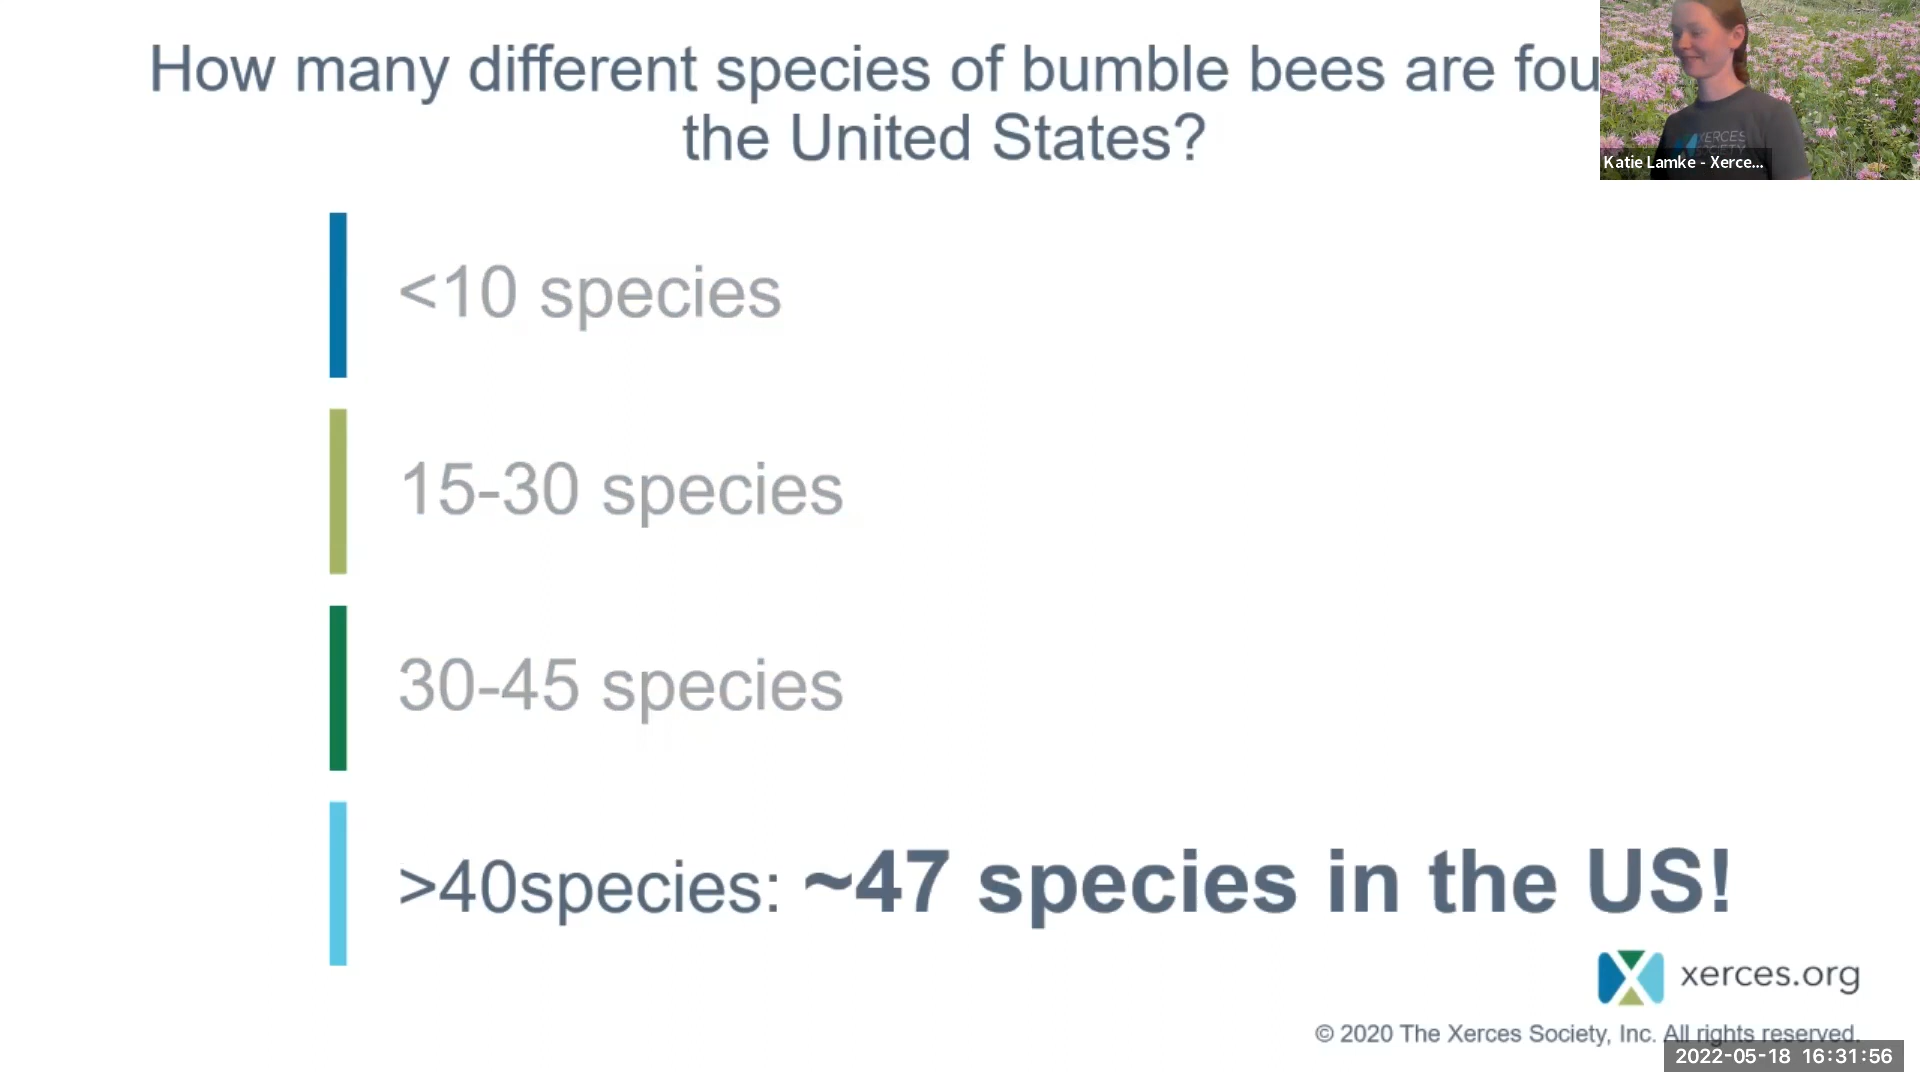 How many different species of bumble bees are fou
the United States?
XERCES
SOCIETY
Katie Lamke - Xerce...
<10 species
15-30 species
30-45 species
>40species: ~47 species in the US!
xerces.org
© 2020 The Xerces Society, Inc. All rights reserved.
2022-05-18 16:31:56